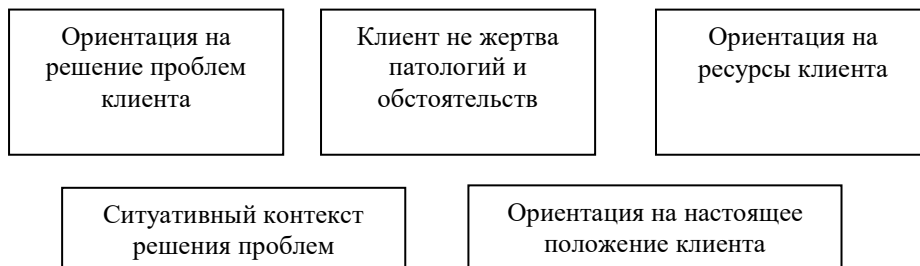 Ориентация на
решение проблем
клиента
Клиент не жертва
патологий и
обстоятельств
Ориентация на
ресурсы клиента
Ситуативный контекст
решения проблем
Ориентация на настоящее
положение клиента